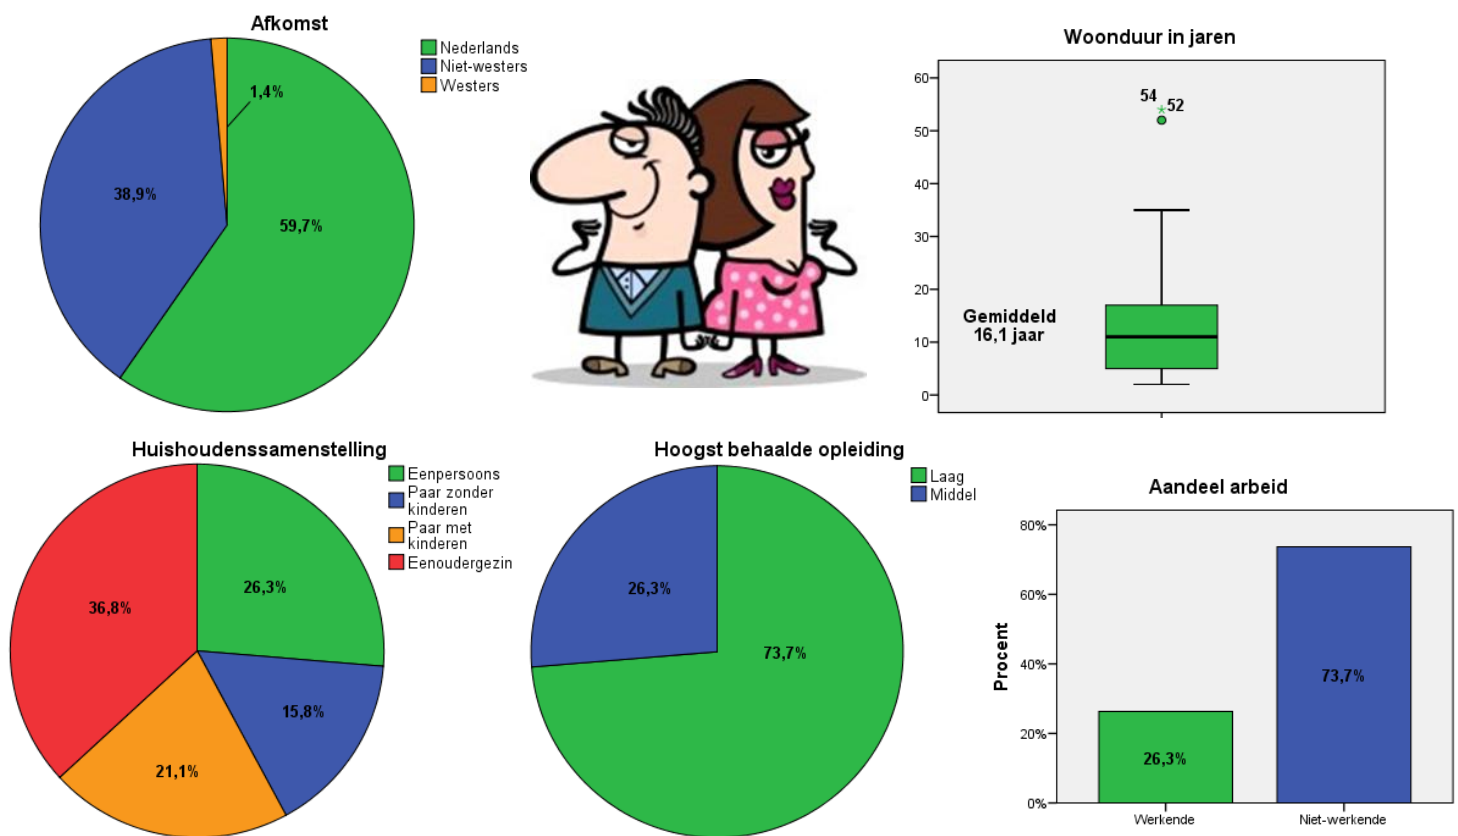 Afkomst
Nederlands
Niet-westers
Westers
1,4%
38,9%
59,7%
Woonduur in jaren
60
50
40
30
20
10
0
54
52
Gemiddeld
16,1 jaar
Huishoudenssamenstelling
Eenpersoons
Paar zonder
kinderen
Paar met
kinderen
Eenoudergezin
26,3%
36,8%
15,8%
21,1%
Hoogst behaalde opleiding
Laag
Middel
26,3%
73,7%
Aandeel arbeid
Procent
80%
60%
40%
20%
0%
73,7%
26,3%
Werkende
Niet-werkende